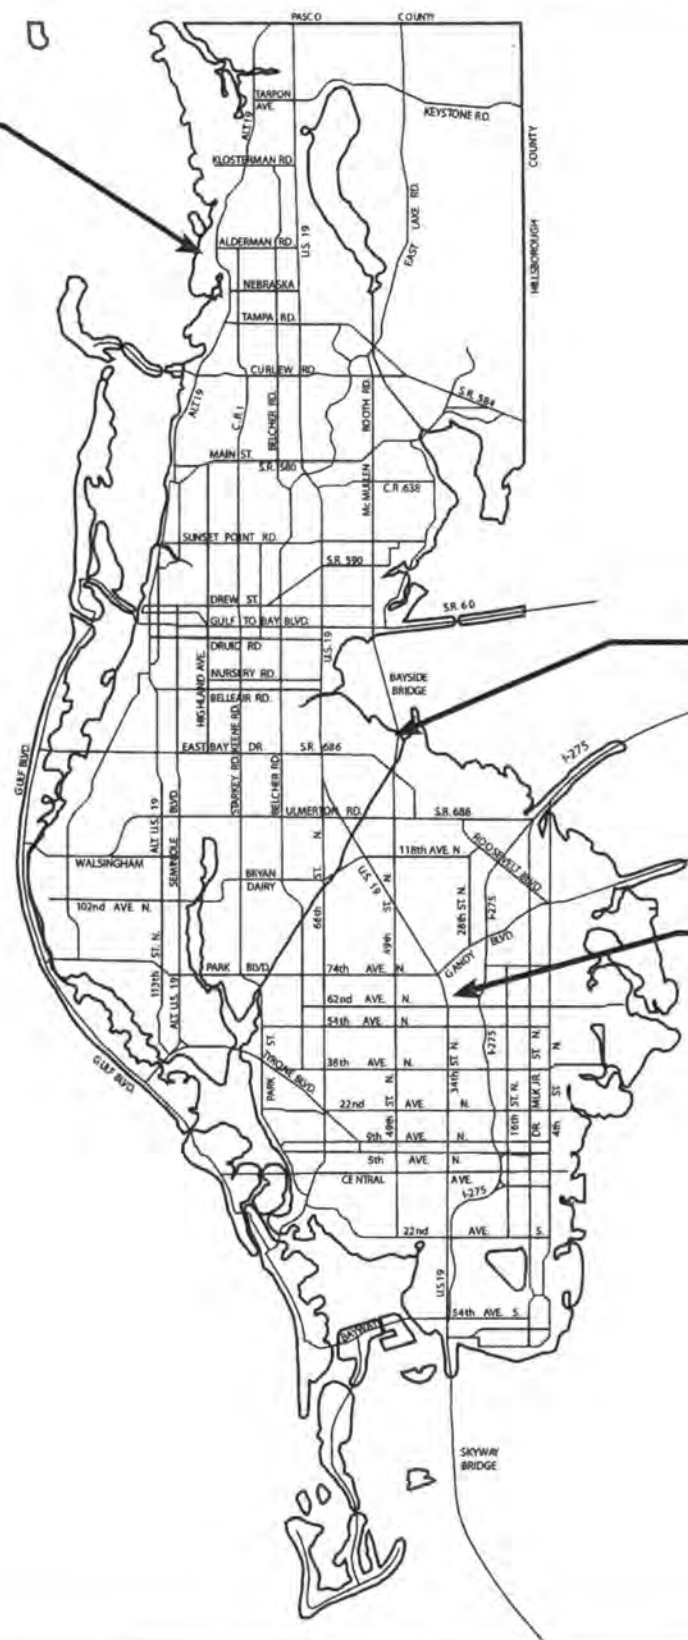 PASCO COUNTY
TARPON
AVE.
KEYSTONE RD.
ALT 19
KLOSTERMAN RD.
HILLSBOROUGH COUNTY
EAST LAKE RD.
U.S. 19
ALDERMAN RD.
NEBRASKA
TAMPA RD.
CURLEW RD.
ALT 19
C.R. 1
BELCHER RD.
McMULLEN BOOTH RD.
S.R. 584
MAIN ST.
S.R. 580
C.R. 638
SUNSET POINT RD.
S.R. 590
DREW ST.
S.R. 60
GULF TO BAY BLVD.
DRUID RD.
U.S. 19
HIGHLAND AVE.
NURSERY RD.
BAYSIDE
BRIDGE
BELLEAIR RD.
GULF BLVD.
EAST BAY DR. S.R. 686
STARKEY RD.
KEENE RD.
BELCHER RD.
I-275
ALT U.S. 19
SEMINOLE BLVD.
ULMERTON RD. S.R. 688
WALSINGHAM
118th AVE. N.
ROOSEVELT BLVD.
BRYAN
DAIRY
66th ST. N.
U.S. 19
49th ST. N.
28th ST. N.
I-275
102nd AVE. N.
GANDY BLVD.
113th ST. N.
ALT U.S. 19
PARK BLVD.
74th AVE. N.
62nd AVE. N.
54th AVE. N.
PARK ST.
TYRONE BLVD.
38th AVE. N.
34th ST. N.
I-275
GULF BLVD.
22nd AVE. N.
49th ST. N.
16th ST. N.
DR. MLK JR. ST. N.
4th ST. N.
9th AVE. N.
5th AVE. N.
CENTRAL AVE.
I-275
22nd AVE. S.
U.S. 19
54th AVE. S.
BAYWAY
SKYWAY
BRIDGE